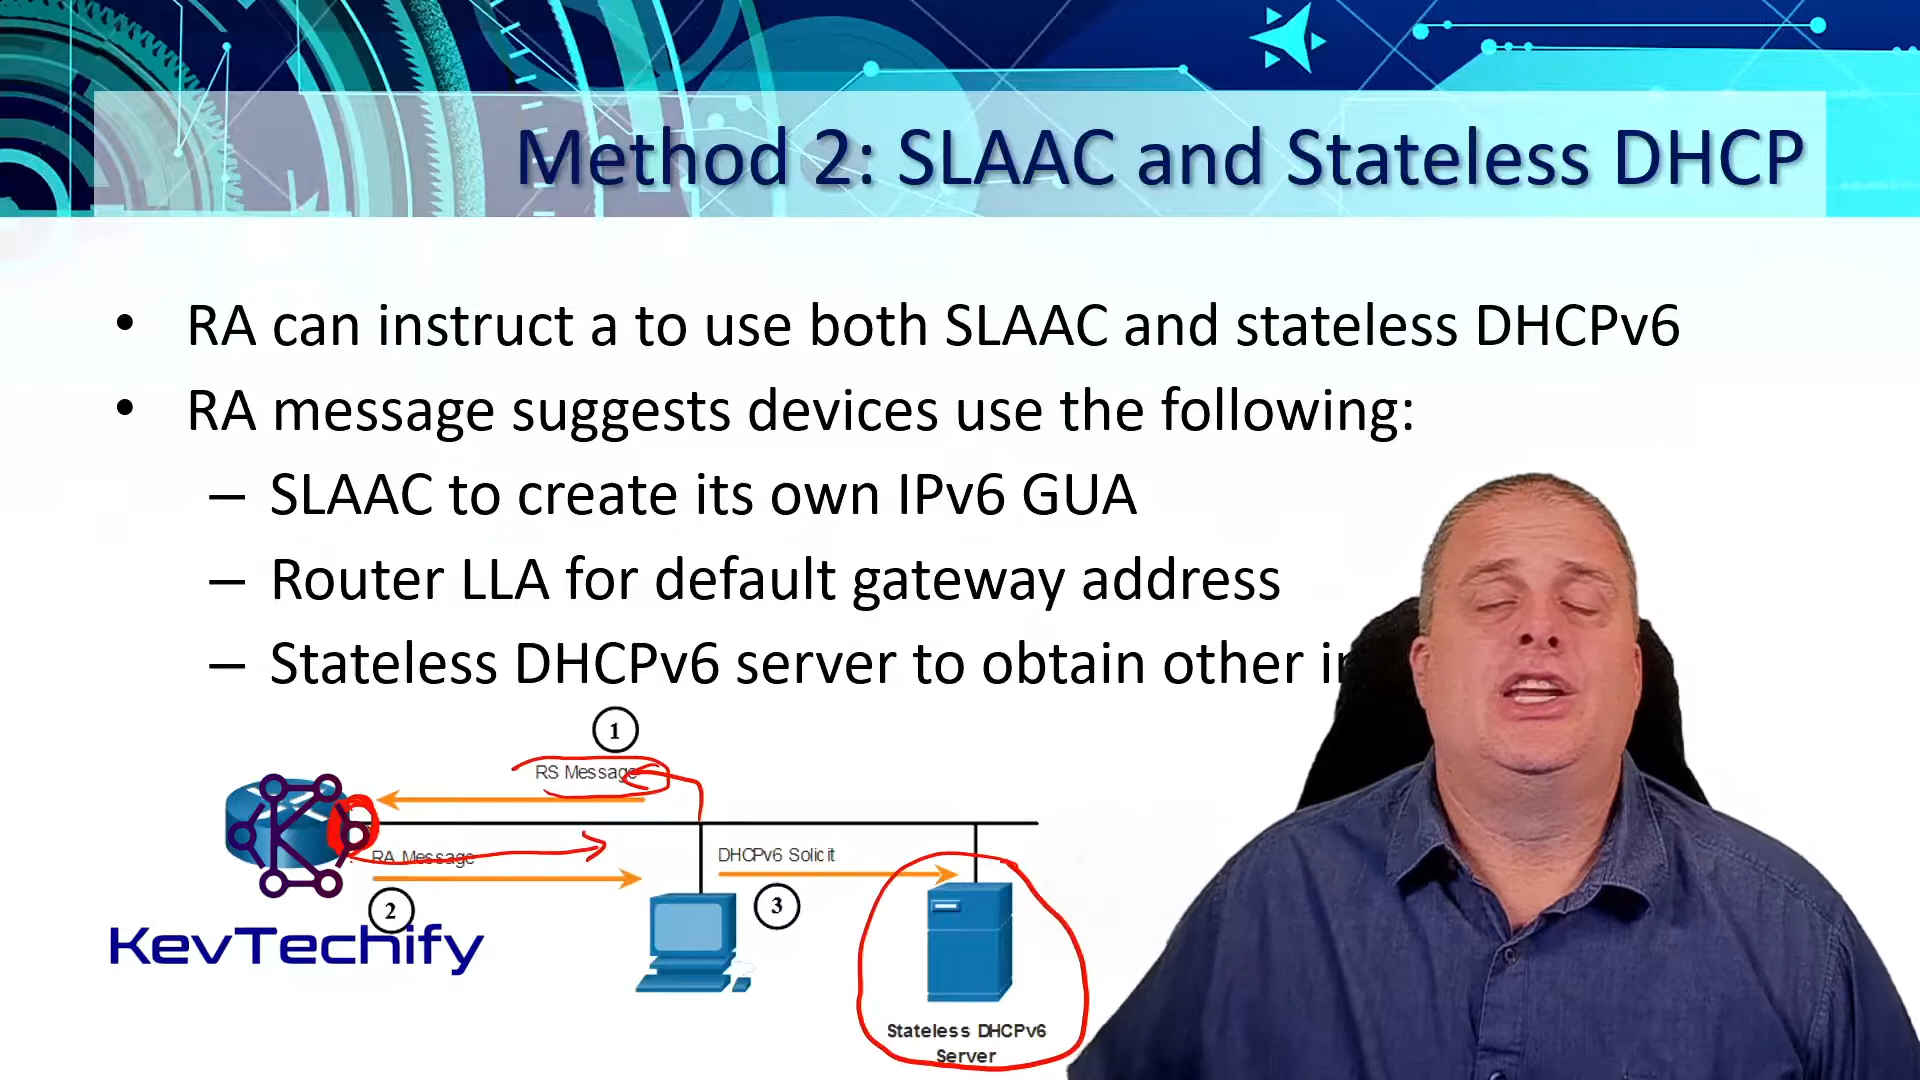 Method 2: SLAAC and Stateless DHCP
• RA can instruct a to use both SLAAC and stateless DHCPv6
• RA message suggests devices use the following:
– SLAAC to create its own IPv6 GUA
– Router LLA for default gateway address
– Stateless DHCPv6 server to obtain other
1
RS Message
RA Message
DHCPv6 Solicit
2
3
KevTechify
Stateless DHCPv6
Server